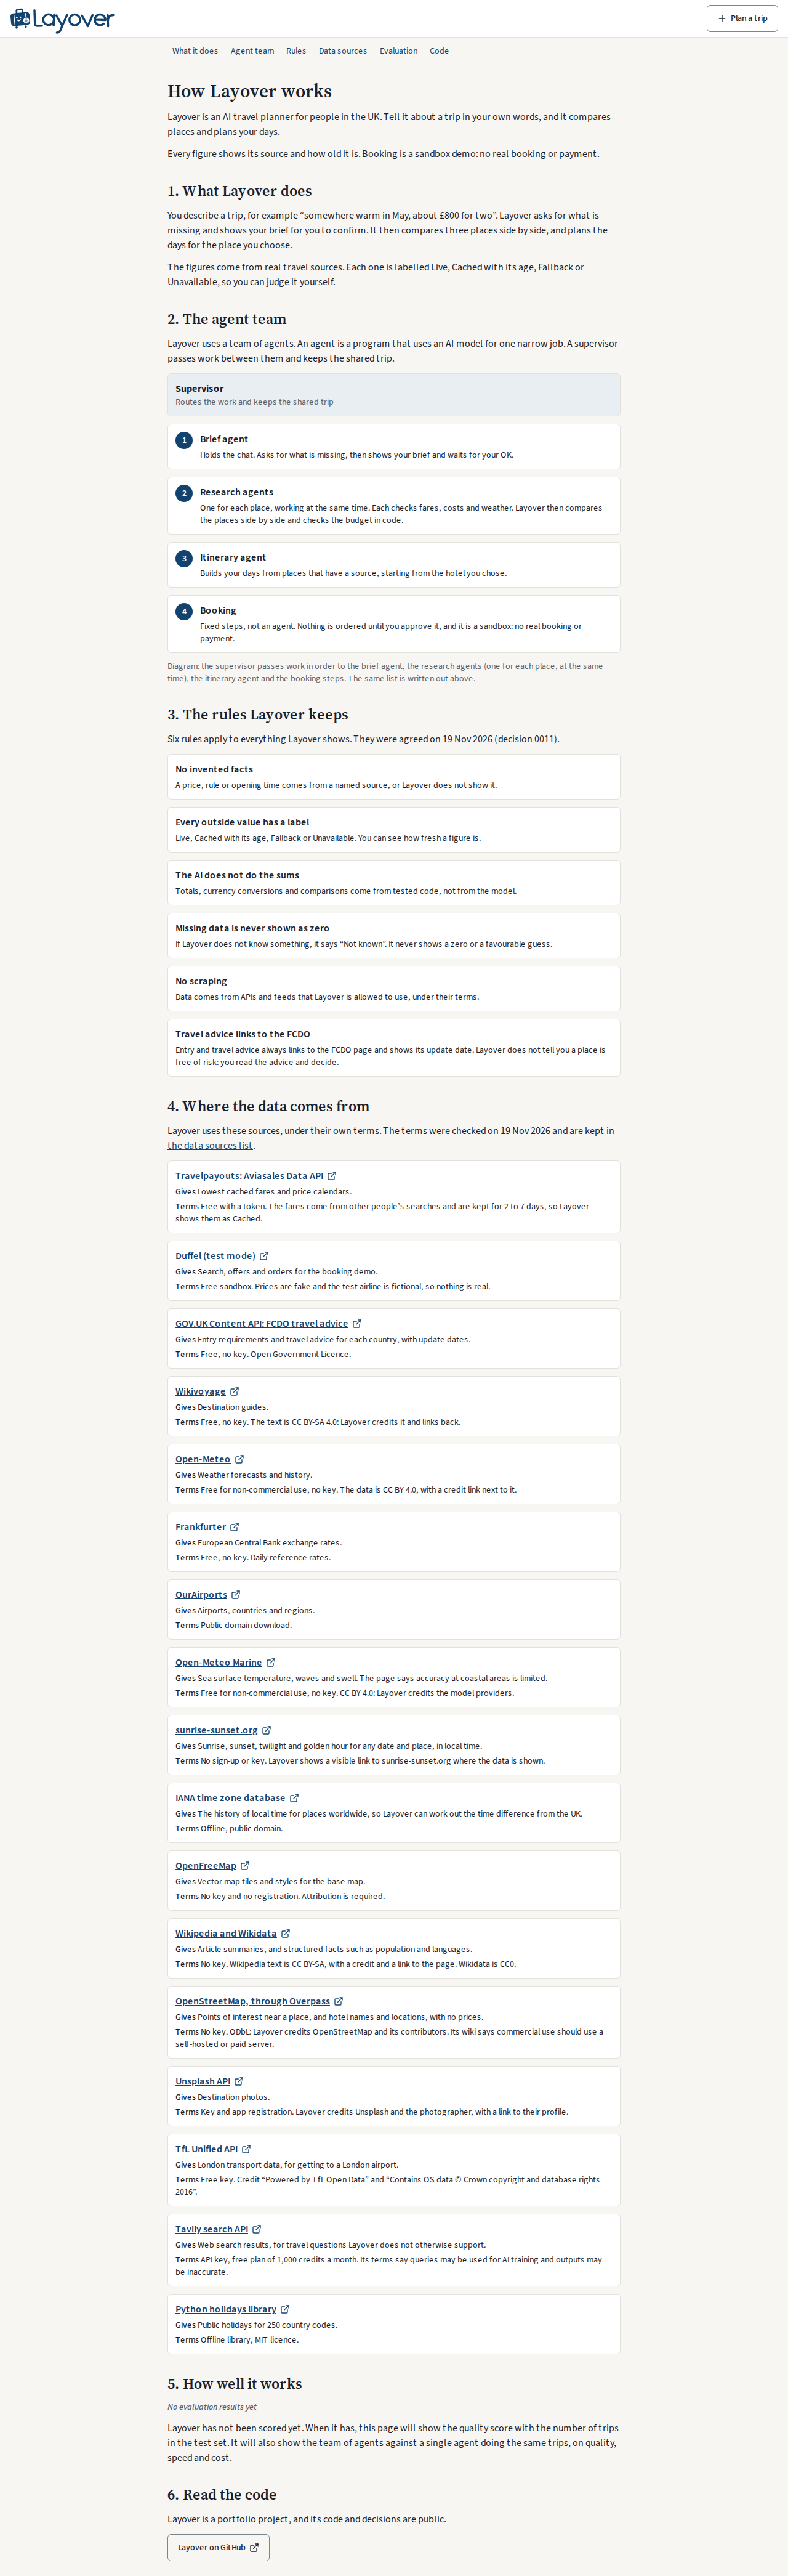 Layover
Plan a trip
What it does
Agent team
Rules
Data sources
Evaluation
Code
How Layover works
Layover is an AI travel planner for people in the UK. Tell it about a trip in your own words, and it compares
places and plans your days.
Every figure shows its source and how old it is. Booking is a sandbox demo: no real booking or payment.
1. What Layover does
You describe a trip, for example “somewhere warm in May, about £800 for two”. Layover asks for what is
missing and shows your brief for you to confirm. It then compares three places side by side, and plans the
days for the place you choose.
The figures come from real travel sources. Each one is labelled Live, Cached with its age, Fallback or
Unavailable, so you can judge it yourself.
2. The agent team
Layover uses a team of agents. An agent is a program that uses an AI model for one narrow job. A supervisor
passes work between them and keeps the shared trip.
Supervisor
Routes the work and keeps the shared trip
1
Brief agent
Holds the chat. Asks for what is missing, then shows your brief and waits for your OK.
2
Research agents
One for each place, working at the same time. Each checks fares, costs and weather. Layover then compares
the places side by side and checks the budget in code.
3
Itinerary agent
Builds your days from places that have a source, starting from the hotel you chose.
4
Booking
Fixed steps, not an agent. Nothing is ordered until you approve it, and it is a sandbox: no real booking or
payment.
Diagram: the supervisor passes work in order to the brief agent, the research agents (one for each place, at the same
time), the itinerary agent and the booking steps. The same list is written out above.
3. The rules Layover keeps
Six rules apply to everything Layover shows. They were agreed on 19 Nov 2026 (decision 0011).
No invented facts
A price, rule or opening time comes from a named source, or Layover does not show it.
Every outside value has a label
Live, Cached with its age, Fallback or Unavailable. You can see how fresh a figure is.
The AI does not do the sums
Totals, currency conversions and comparisons come from tested code, not from the model.
Missing data is never shown as zero
If Layover does not know something, it says “Not known”. It never shows a zero or a favourable guess.
No scraping
Data comes from APIs and feeds that Layover is allowed to use, under their terms.
Travel advice links to the FCDO
Entry and travel advice always links to the FCDO page and shows its update date. Layover does not tell you a place is
free of risk: you read the advice and decide.
4. Where the data comes from
Layover uses these sources, under their own terms. The terms were checked on 19 Nov 2026 and are kept in
the data sources list.
Travelpayouts: Aviasales Data API
Gives Lowest cached fares and price calendars.
Terms Free with a token. The fares come from other people’s searches and are kept for 2 to 7 days, so Layover
shows them as Cached.
Duffel (test mode)
Gives Search, offers and orders for the booking demo.
Terms Free sandbox. Prices are fake and the test airline is fictional, so nothing is real.
GOV.UK Content API: FCDO travel advice
Gives Entry requirements and travel advice for each country, with update dates.
Terms Free, no key. Open Government Licence.
Wikivoyage
Gives Destination guides.
Terms Free, no key. The text is CC BY-SA 4.0: Layover credits it and links back.
Open-Meteo
Gives Weather forecasts and history.
Terms Free for non-commercial use, no key. The data is CC BY 4.0, with a credit link next to it.
Frankfurter
Gives European Central Bank exchange rates.
Terms Free, no key. Daily reference rates.
OurAirports
Gives Airports, countries and regions.
Terms Public domain download.
Open-Meteo Marine
Gives Sea surface temperature, waves and swell. The page says accuracy at coastal areas is limited.
Terms Free for non-commercial use, no key. CC BY 4.0: Layover credits the model providers.
sunrise-sunset.org
Gives Sunrise, sunset, twilight and golden hour for any date and place, in local time.
Terms No sign-up or key. Layover shows a visible link to sunrise-sunset.org where the data is shown.
IANA time zone database
Gives The history of local time for places worldwide, so Layover can work out the time difference from the UK.
Terms Offline, public domain.
OpenFreeMap
Gives Vector map tiles and styles for the base map.
Terms No key and no registration. Attribution is required.
Wikipedia and Wikidata
Gives Article summaries, and structured facts such as population and languages.
Terms No key. Wikipedia text is CC BY-SA, with a credit and a link to the page. Wikidata is CC0.
OpenStreetMap, through Overpass
Gives Points of interest near a place, and hotel names and locations, with no prices.
Terms No key. ODbL: Layover credits OpenStreetMap and its contributors. Its wiki says commercial use should use a
self-hosted or paid server.
Unsplash API
Gives Destination photos.
Terms Key and app registration. Layover credits Unsplash and the photographer, with a link to their profile.
TfL Unified API
Gives London transport data, for getting to a London airport.
Terms Free key. Credit “Powered by TfL Open Data” and “Contains OS data © Crown copyright and database rights
2016”.
Tavily search API
Gives Web search results, for travel questions Layover does not otherwise support.
Terms API key, free plan of 1,000 credits a month. Its terms say queries may be used for AI training and outputs may
be inaccurate.
Python holidays library
Gives Public holidays for 250 country codes.
Terms Offline library, MIT licence.
5. How well it works
No evaluation results yet
Layover has not been scored yet. When it has, this page will show the quality score with the number of trips
in the test set. It will also show the team of agents against a single agent doing the same trips, on quality,
speed and cost.
6. Read the code
Layover is a portfolio project, and its code and decisions are public.
Layover on GitHub